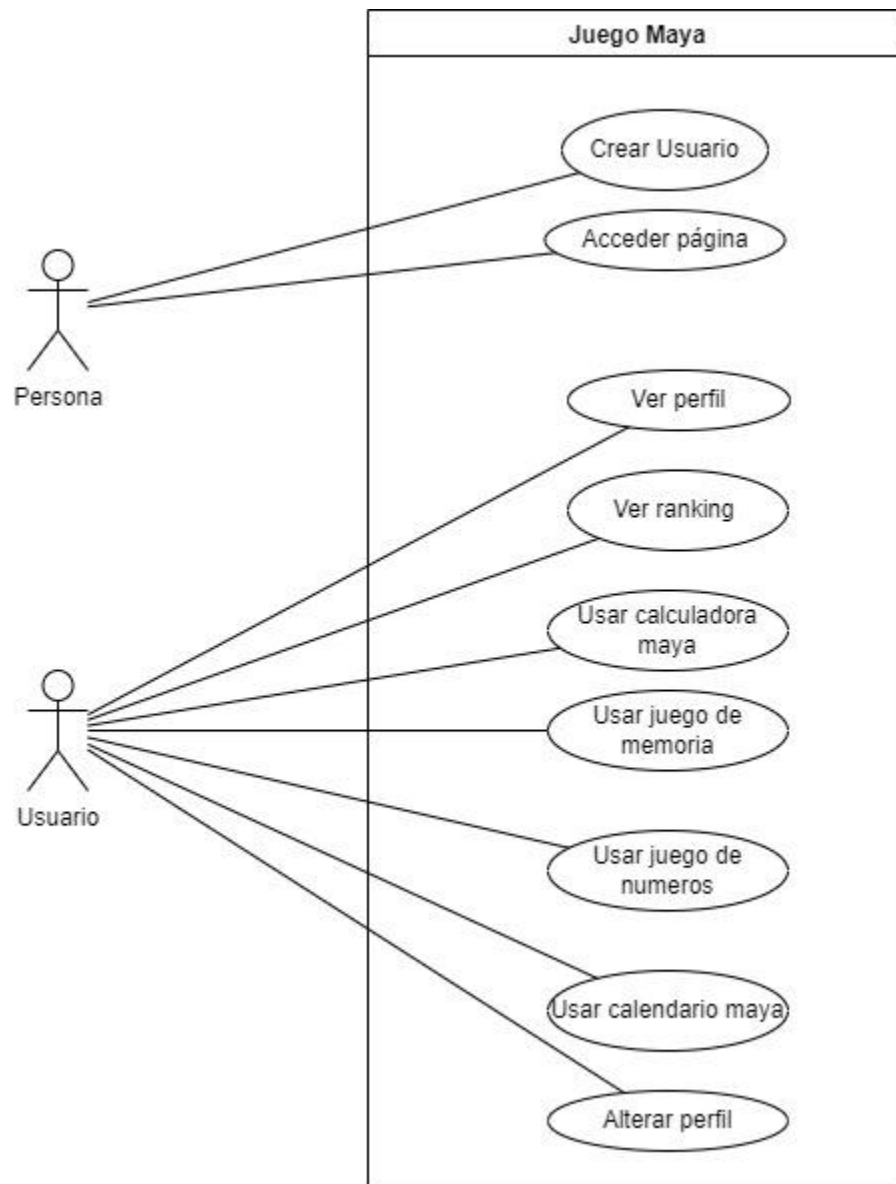 Juego Maya
Crear Usuario
Acceder página
Persona
Ver perfil
Ver ranking
Usar calculadora
maya
Usar juego de
memoria
Usuario
Usar juego de
numeros
Usar calendario maya
Alterar perfil